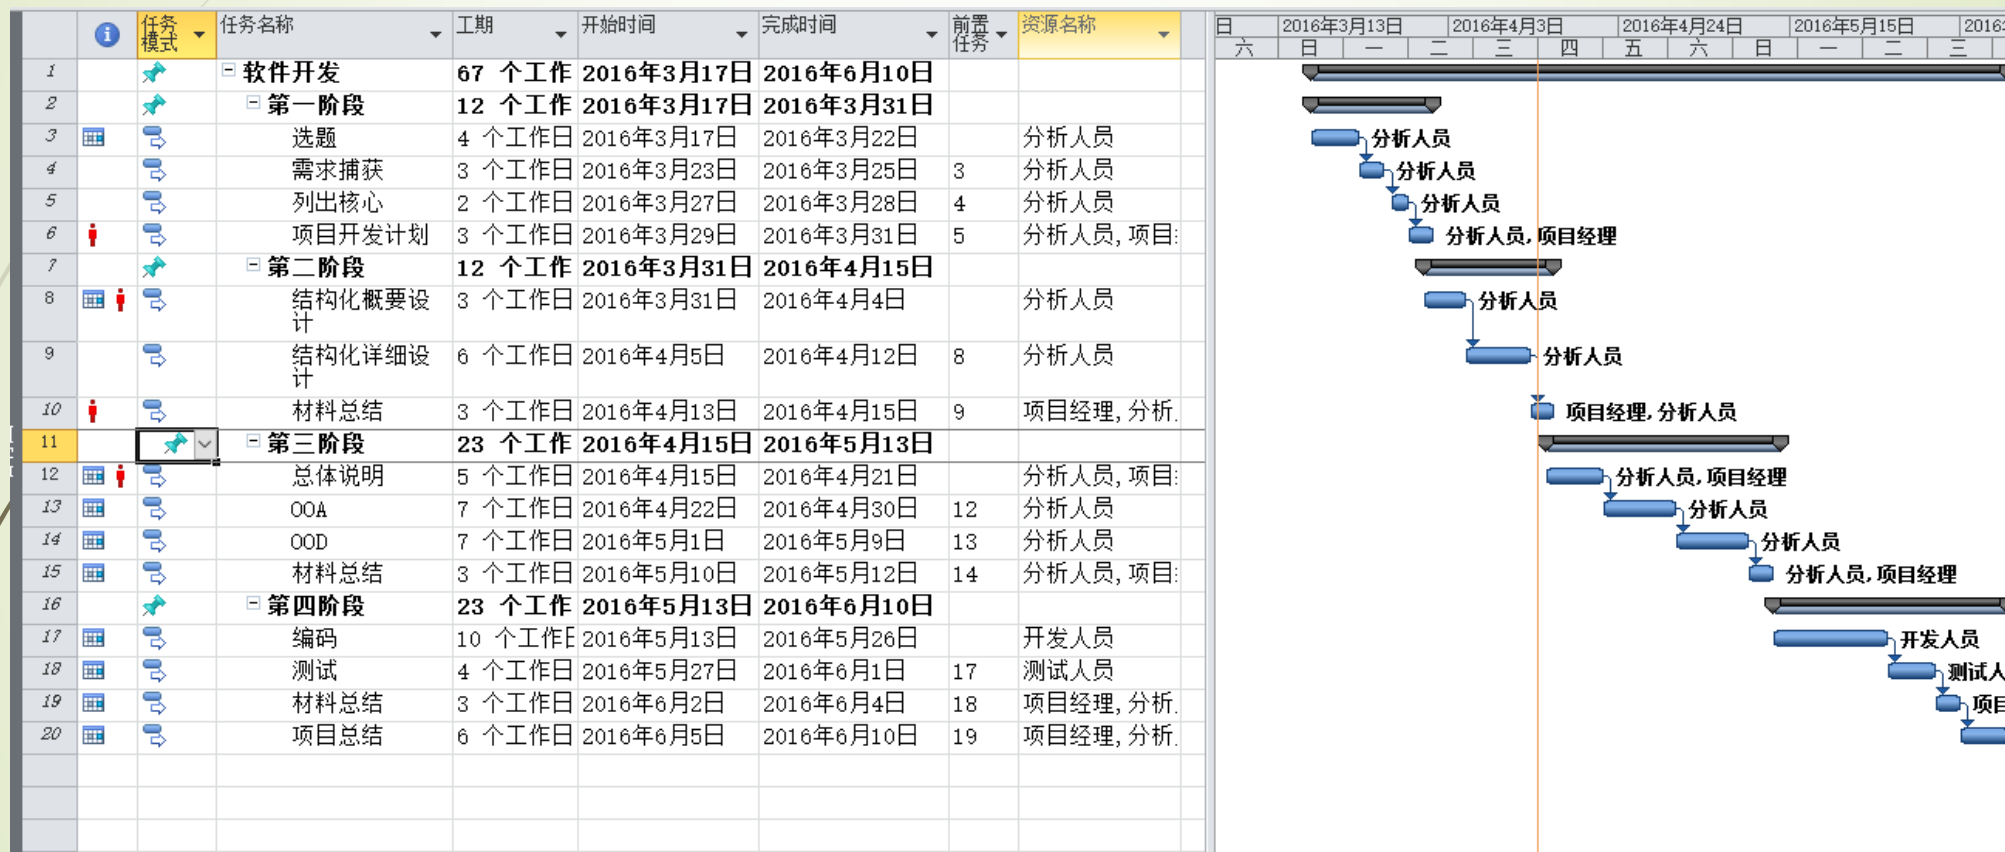 任务模式 任务名称 工期 开始时间 完成时间 前置任务 资源名称
日 2016年3月13日 2016年4月3日 2016年4月24日 2016年5月15日
六 日 一 二 三 四 五 六 日 一 二 三
1 软件开发 67 个工作 2016年3月17日 2016年6月10日
2 第一阶段 12 个工作 2016年3月17日 2016年3月31日
3 选题 4 个工作日 2016年3月17日 2016年3月22日 分析人员 分析人员
4 需求捕获 3 个工作日 2016年3月23日 2016年3月25日 3 分析人员 分析人员
5 列出核心 2 个工作日 2016年3月27日 2016年3月28日 4 分析人员 分析人员
6 项目开发计划 3 个工作日 2016年3月29日 2016年3月31日 5 分析人员,项目 分析人员,项目经理
7 第二阶段 12 个工作 2016年3月31日 2016年4月15日
8 结构化概要设计 3 个工作日 2016年3月31日 2016年4月4日 分析人员 分析人员
9 结构化详细设计 6 个工作日 2016年4月5日 2016年4月12日 8 分析人员 分析人员
10 材料总结 3 个工作日 2016年4月13日 2016年4月15日 9 项目经理,分析 项目经理,分析人员
11 第三阶段 23 个工作 2016年4月15日 2016年5月13日
12 总体说明 5 个工作日 2016年4月15日 2016年4月21日 分析人员,项目 分析人员,项目经理
13 OOA 7 个工作日 2016年4月22日 2016年4月30日 12 分析人员 分析人员
14 OOD 7 个工作日 2016年5月1日 2016年5月9日 13 分析人员 分析人员
15 材料总结 3 个工作日 2016年5月10日 2016年5月12日 14 分析人员,项目 分析人员,项目经理
16 第四阶段 23 个工作 2016年5月13日 2016年6月10日
17 编码 10 个工作日 2016年5月13日 2016年5月26日 开发人员 开发人员
18 测试 4 个工作日 2016年5月27日 2016年6月1日 17 测试人员 测试人
19 材料总结 3 个工作日 2016年6月2日 2016年6月4日 18 项目经理,分析 项目
20 项目总结 6 个工作日 2016年6月5日 2016年6月10日 19 项目经理,分析